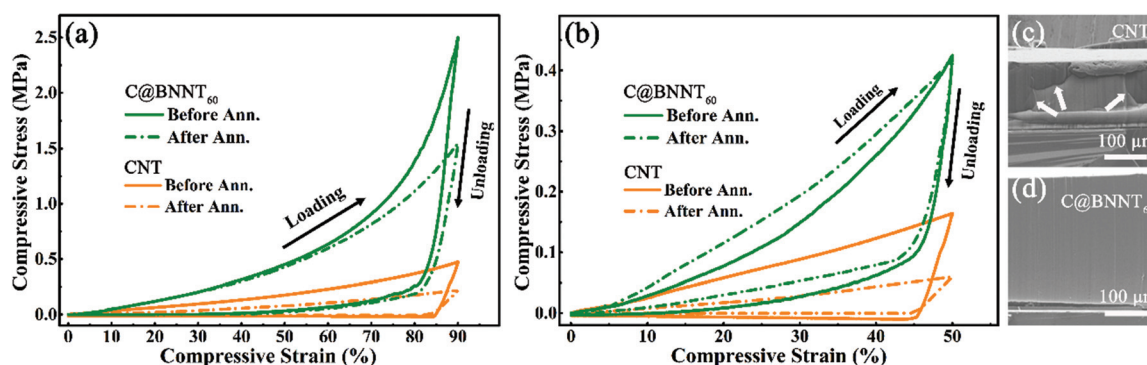 (a)
Compressive Stress (MPa)
2.5
2.0
1.5
1.0
0.5
0.0
C@BNNT60
Before Ann.
After Ann.
CNT
Before Ann.
After Ann.
Loading
Unloading
0 10 20 30 40 50 60 70 80 90
Compressive Strain (%)
(b)
Compressive Stress (MPa)
0.4
0.3
0.2
0.1
0.0
C@BNNT60
Before Ann.
After Ann.
CNT
Before Ann.
After Ann.
Loading
Unloading
0 10 20 30 40 50
Compressive Strain (%)
(c)
CNT
100 μm
(d)
C@BNNT6
100 μm